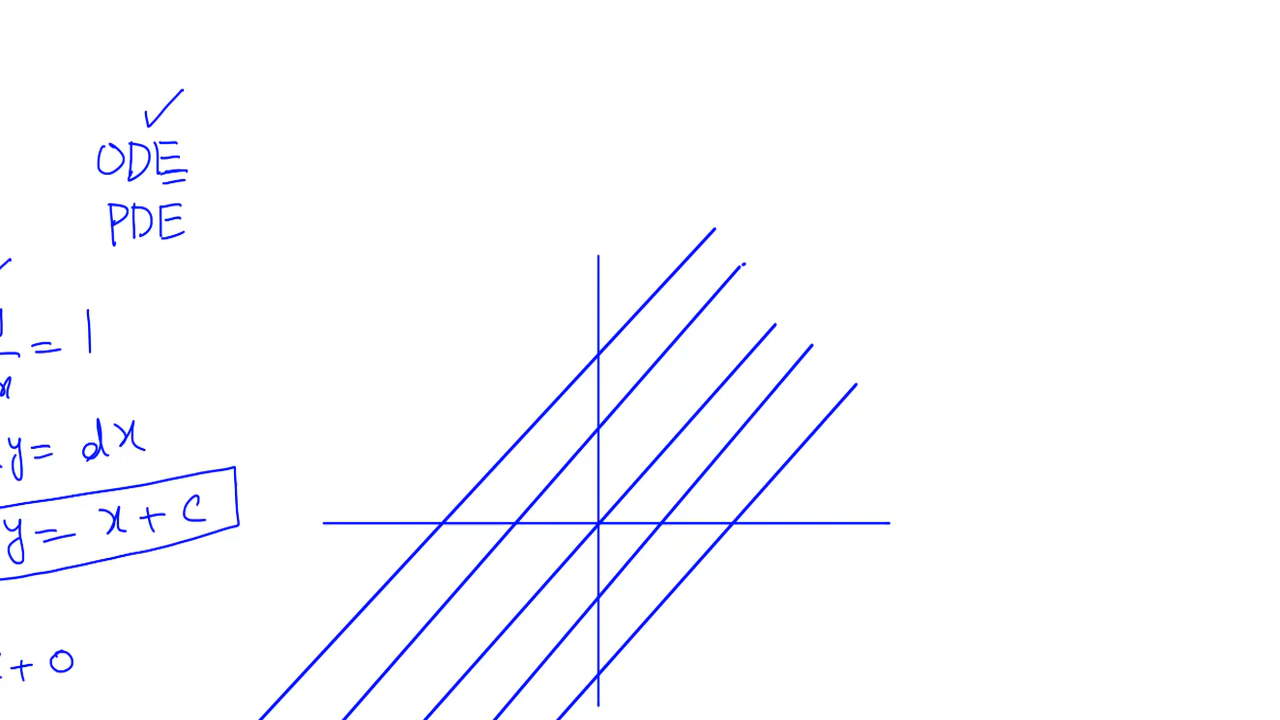 ODE
PDE
= 1
y = dx
y = x + c
+ 0